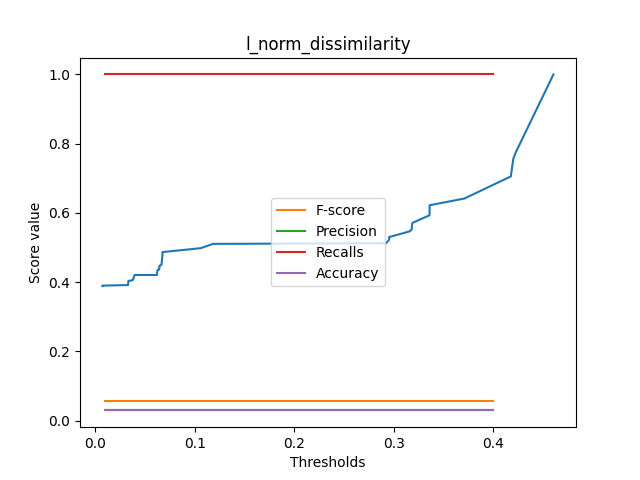 l_norm_dissimilarity
Score value
1.0
0.8
0.6
0.4
0.2
0.0
F-score
Precision
Recalls
Accuracy
0.0 0.1 0.2 0.3 0.4
Thresholds